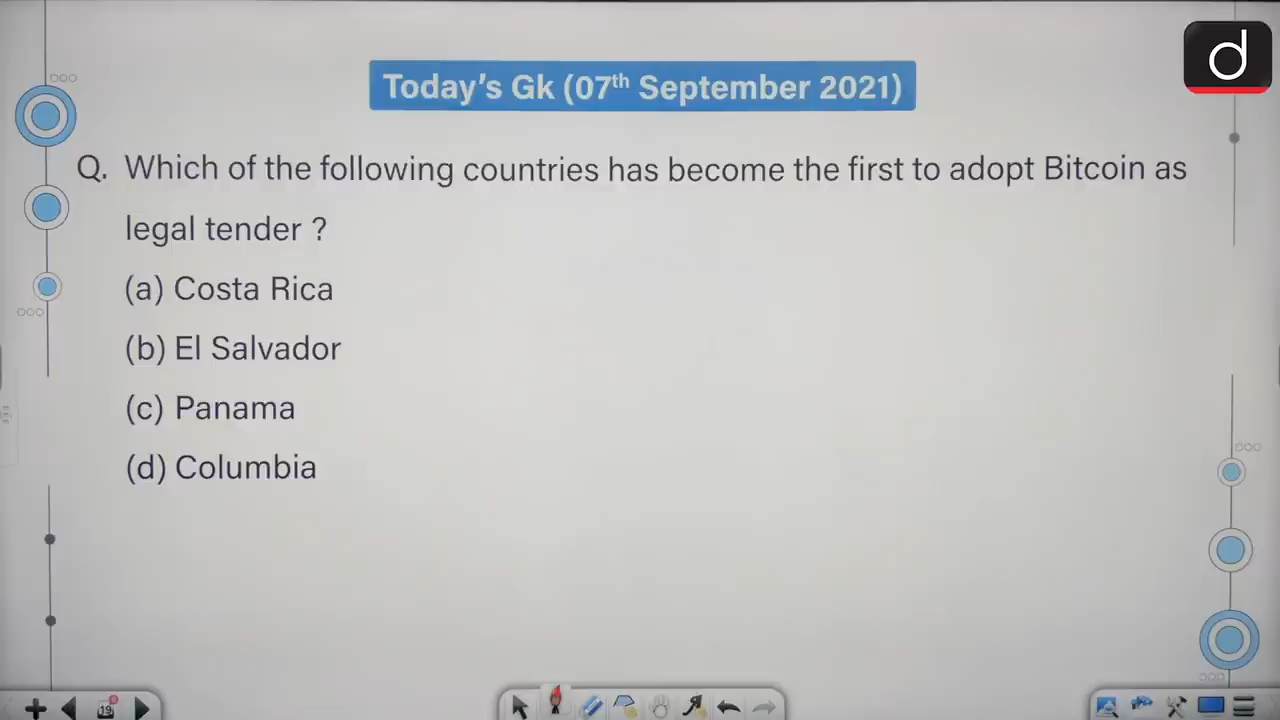 d
Today's Gk (07th September 2021)
Q. Which of the following countries has become the first to adopt Bitcoin as
legal tender ?
(a) Costa Rica
(b) El Salvador
(c) Panama
(d) Columbia
19